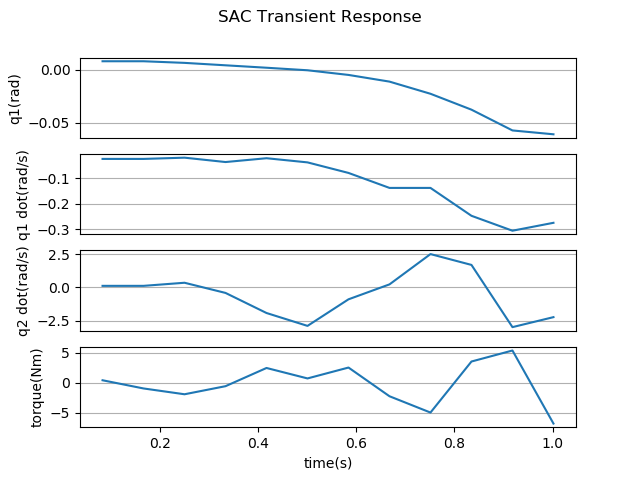 SAC Transient Response
q1(rad)
0.00
−0.05
q1 dot(rad/s)
−0.1
−0.2
−0.3
q2 dot(rad/s)
2.5
0.0
−2.5
torque(Nm)
5
0
−5
0.2 0.4 0.6 0.8 1.0
time(s)